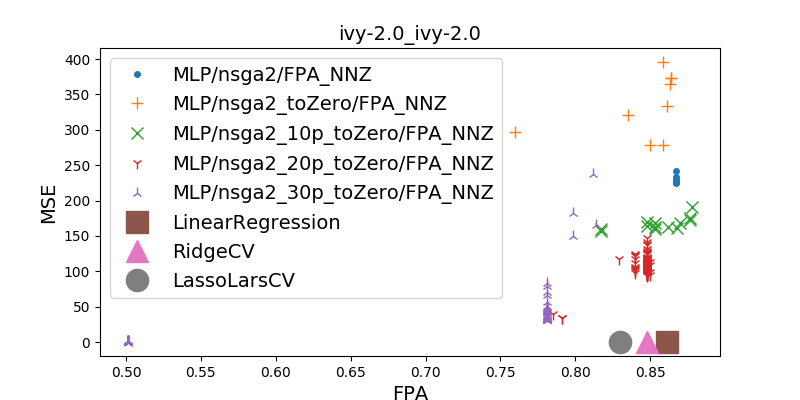 ivy-2.0_ivy-2.0
MSE
400
350
300
250
200
150
100
50
0
MLP/nsga2/FPA_NNZ
MLP/nsga2_toZero/FPA_NNZ
MLP/nsga2_10p_toZero/FPA_NNZ
MLP/nsga2_20p_toZero/FPA_NNZ
MLP/nsga2_30p_toZero/FPA_NNZ
LinearRegression
RidgeCV
LassoLarsCV
0.50 0.55 0.60 0.65 0.70 0.75 0.80 0.85
FPA